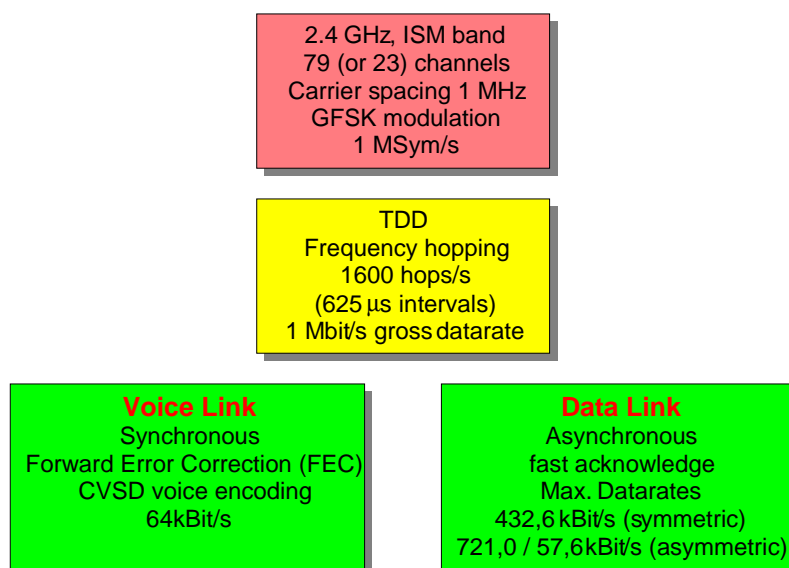 2.4 GHz, ISM band
79 (or 23) channels
Carrier spacing 1 MHz
GFSK modulation
1 MSym/s
TDD
Frequency hopping
1600 hops/s
(625 µs intervals)
1 Mbit/s gross datarate
Voice Link
Synchronous
Forward Error Correction (FEC)
CVSD voice encoding
64kBit/s
Data Link
Asynchronous
fast acknowledge
Max. Datarates
432,6 kBit/s (symmetric)
721,0 / 57,6kBit/s (asymmetric)